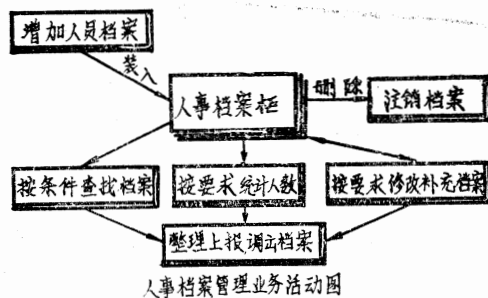 增加人员档案
装入
人事档案柜
删除
注销档案
按条件查找档案
按要求统计人数
按要求修改补充档案
整理上报调出档案
人事档案管理业务活动图